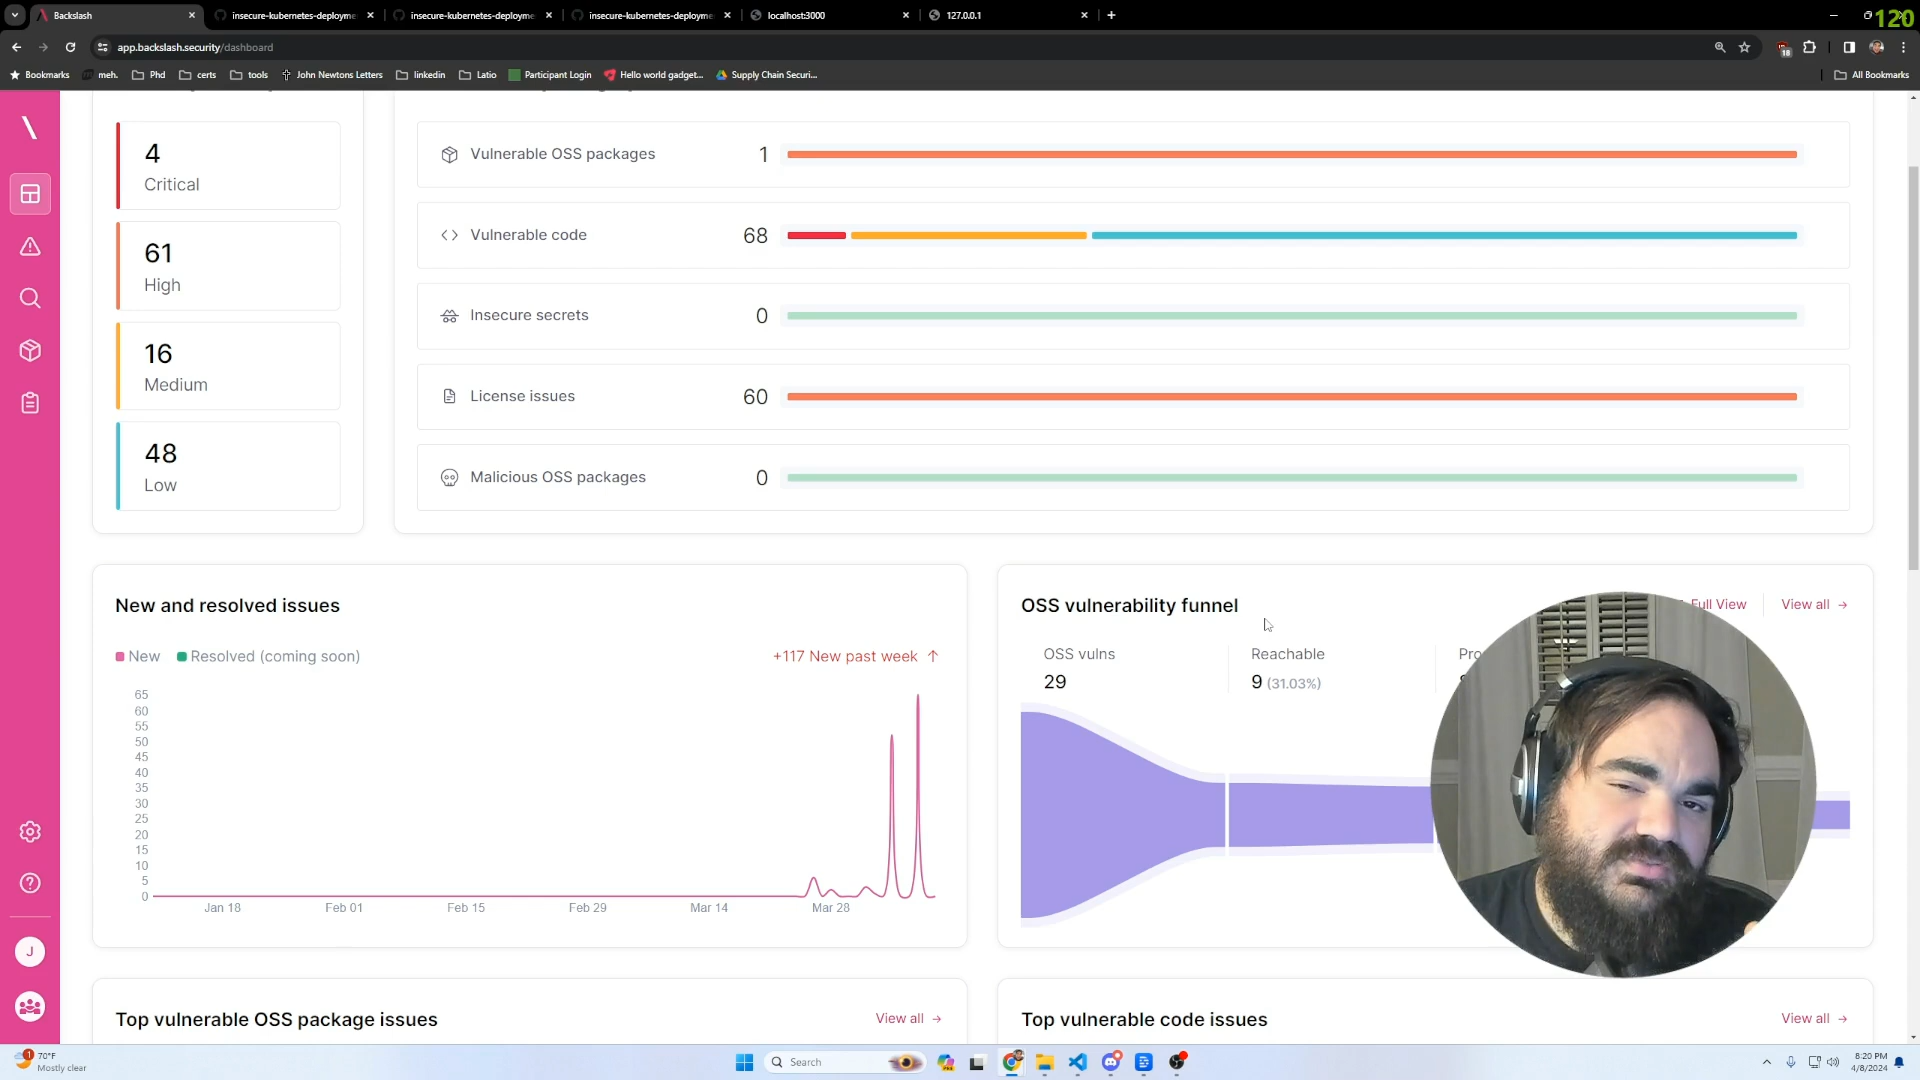 Backslash
insecure-kubernetes-deployme
insecure-kubernetes-deployme
insecure-kubernetes-deployme
localhost:3000
127.0.0.1
120
app.backslash.security/dashboard
18
Bookmarks
meh.
Phd
certs
tools
John Newtons Letters
linkedin
Latio
Participant Login
Hello world gadget...
Supply Chain Securi...
All Bookmarks
4
Critical
61
High
16
Medium
48
Low
Vulnerable OSS packages 1
Vulnerable code 68
Insecure secrets 0
License issues 60
Malicious OSS packages 0
New and resolved issues
New Resolved (coming soon)
+117 New past week ↑
65
60
55
50
45
40
35
30
25
20
15
10
5
0
Jan 18 Feb 01 Feb 15 Feb 29 Mar 14 Mar 28
OSS vulnerability funnel
Full View View all →
OSS vulns
29
Reachable
9 (31.03%)
Top vulnerable OSS package issues
View all →
Top vulnerable code issues
View all →
J
1
70°F
Mostly clear
Search
8:20 PM
4/8/2024